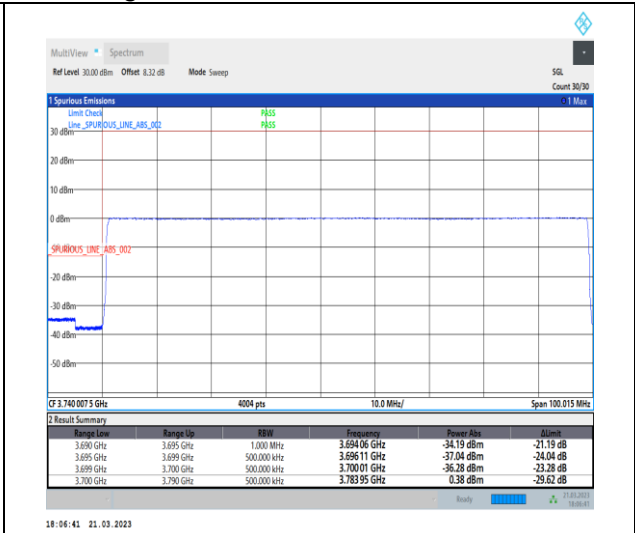 MultiView Spectrum
Ref Level 30.00 dBm Offset 8.32 dB Mode Sweep SGL
Count 30/30
1 Spurious Emissions 1 Max
Limit Check PASS
Line _SPURIOUS_LINE_ABS_002 PASS
30 dBm
20 dBm
10 dBm
0 dBm
_SPURIOUS_LINE_ABS_002
-20 dBm
-30 dBm
-40 dBm
-50 dBm
CF 3.740 007 5 GHz 4004 pts 10.0 MHz/ Span 100.015 MHz
2 Result Summary
Range Low Range Up RBW Frequency Power Abs ΔLimit
3.690 GHz 3.695 GHz 1.000 MHz 3.694 06 GHz -34.19 dBm -21.19 dB
3.695 GHz 3.699 GHz 500.000 kHz 3.696 11 GHz -37.04 dBm -24.04 dB
3.699 GHz 3.700 GHz 500.000 kHz 3.700 01 GHz -36.28 dBm -23.28 dB
3.700 GHz 3.790 GHz 500.000 kHz 3.783 95 GHz 0.38 dBm -29.62 dB
Ready 21.03.2023
18:06:41
18:06:41 21.03.2023